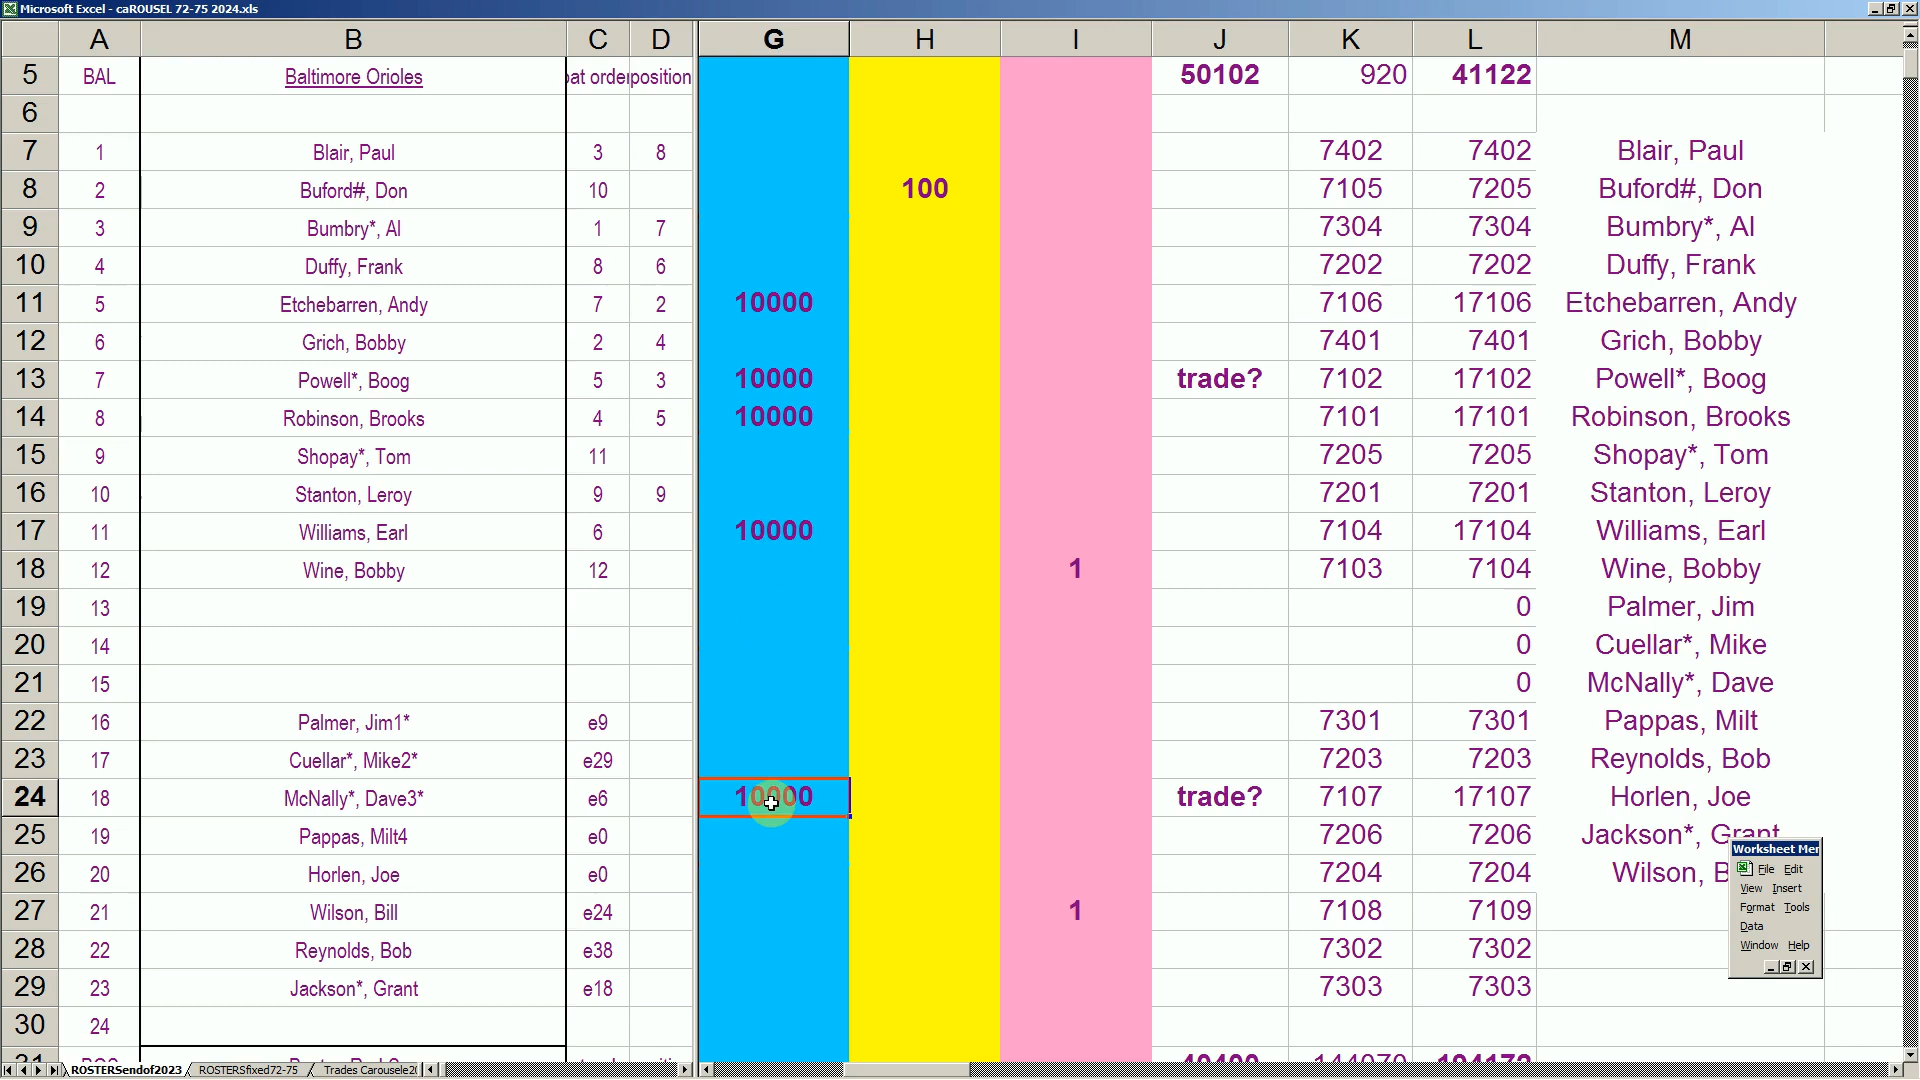 Microsoft Excel - caROUSEL 72-75 2024.xls
A B C D G H I J K L M
5 BAL Baltimore Orioles bat order position 50102 920 41122
6
7 1 Blair, Paul 3 8 7402 7402 Blair, Paul
8 2 Buford#, Don 10 100 7105 7205 Buford#, Don
9 3 Bumbry*, Al 1 7 7304 7304 Bumbry*, Al
10 4 Duffy, Frank 8 6 7202 7202 Duffy, Frank
11 5 Etchebarren, Andy 7 2 10000 7106 17106 Etchebarren, Andy
12 6 Grich, Bobby 2 4 7401 7401 Grich, Bobby
13 7 Powell*, Boog 5 3 10000 trade? 7102 17102 Powell*, Boog
14 8 Robinson, Brooks 4 5 10000 7101 17101 Robinson, Brooks
15 9 Shopay*, Tom 11 7205 7205 Shopay*, Tom
16 10 Stanton, Leroy 9 9 7201 7201 Stanton, Leroy
17 11 Williams, Earl 6 10000 7104 17104 Williams, Earl
18 12 Wine, Bobby 12 1 7103 7104 Wine, Bobby
19 13 0 Palmer, Jim
20 14 0 Cuellar*, Mike
21 15 0 McNally*, Dave
22 16 Palmer, Jim1* e9 7301 7301 Pappas, Milt
23 17 Cuellar*, Mike2* e29 7203 7203 Reynolds, Bob
24 18 McNally*, Dave3* e6 10000 trade? 7107 17107 Horlen, Joe
25 19 Pappas, Milt4 e0 7206 7206 Jackson*, Grant
26 20 Horlen, Joe e0 7204 7204 Wilson, B
27 21 Wilson, Bill e24 1 7108 7109
28 22 Reynolds, Bob e38 7302 7302
29 23 Jackson*, Grant e18 7303 7303
30 24
Worksheet Men
File Edit
View Insert
Format Tools
Data
Window Help
ROSTERSendof2023 ROSTERSfixed72-75 Trades Carousele20